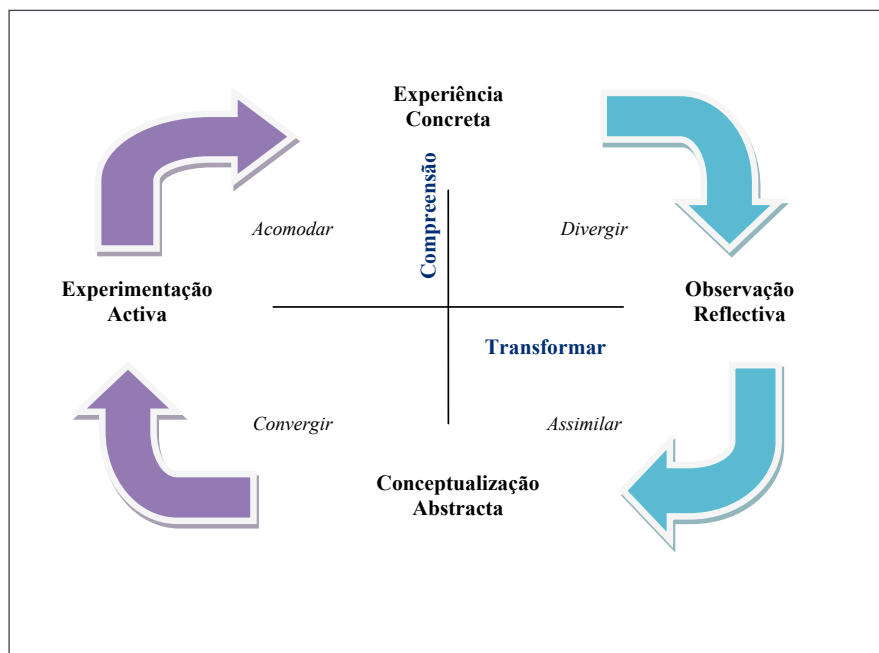 Experiência
Concreta
Compreensão
Acomodar
Divergir
Experimentação
Activa
Observação
Reflectiva
Transformar
Convergir
Assimilar
Conceptualização
Abstracta